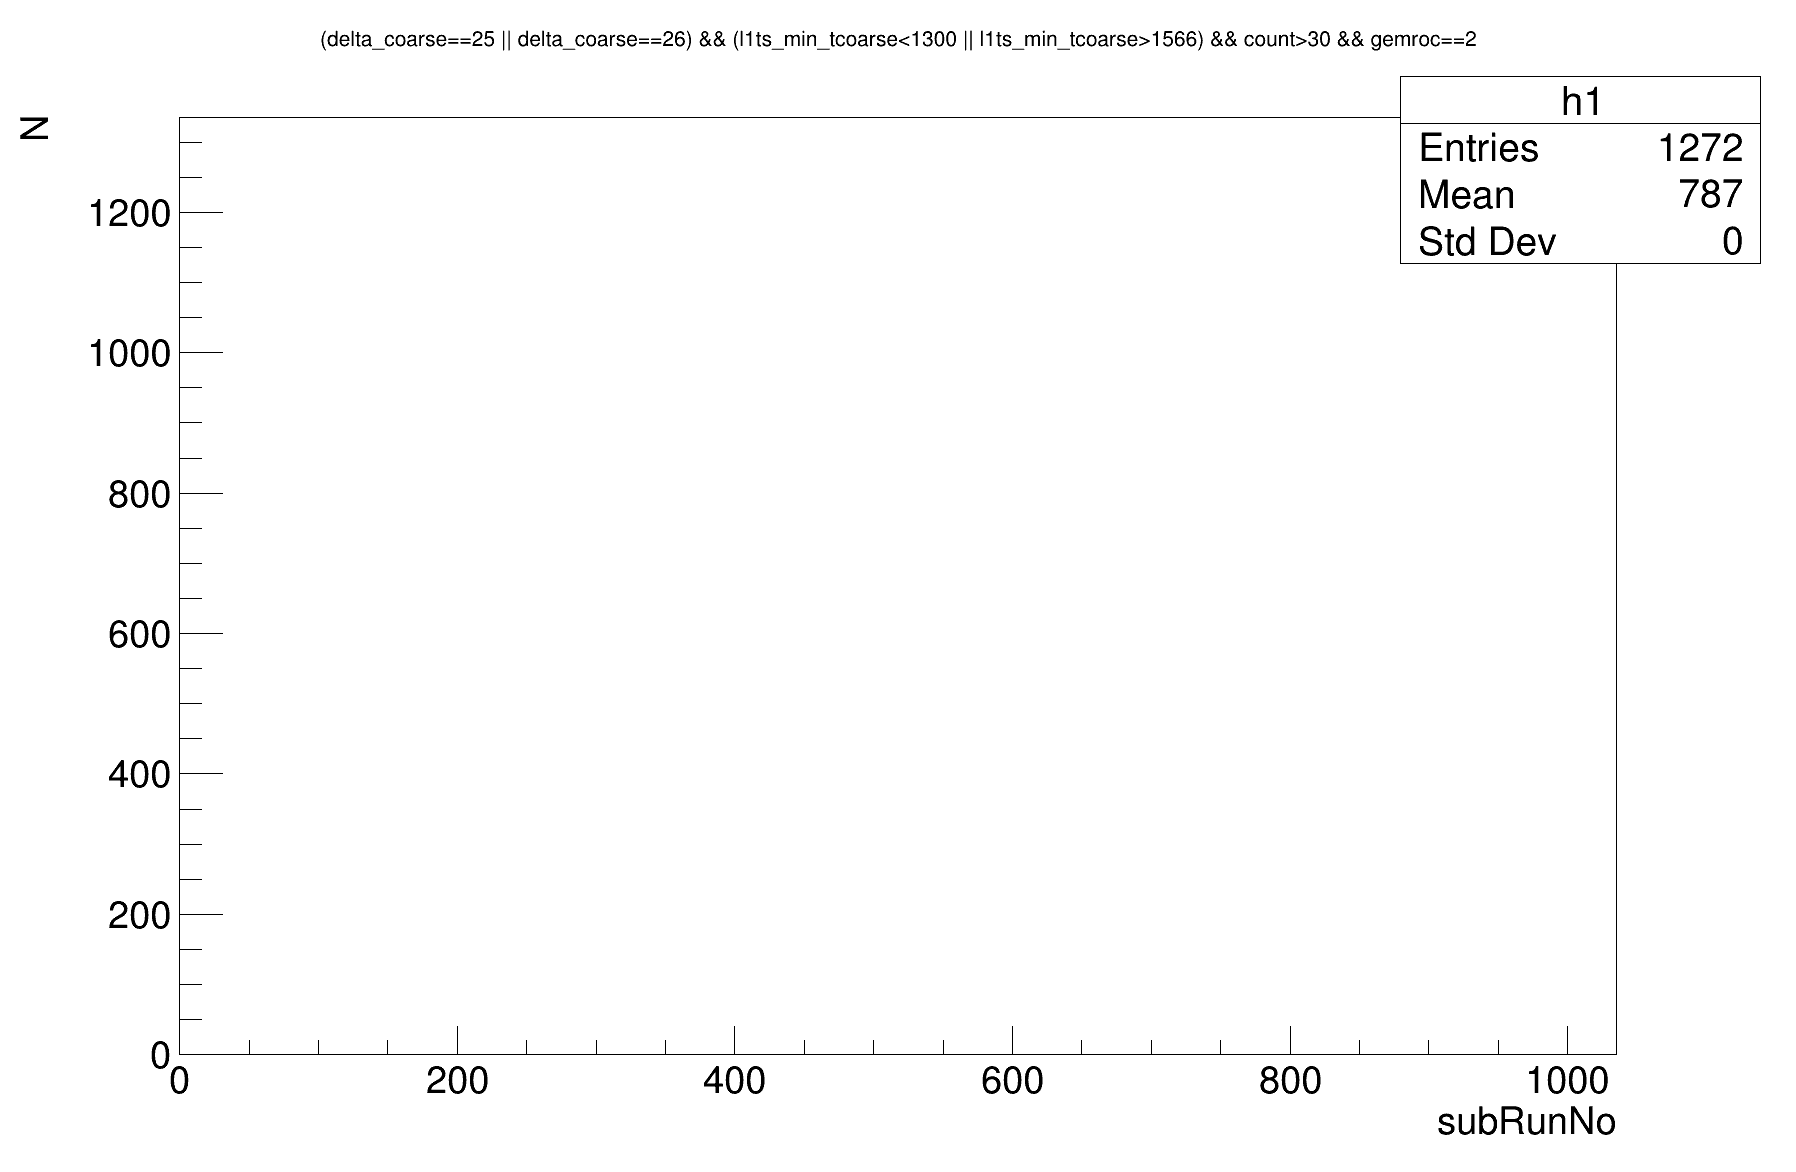 (delta_coarse==25 || delta_coarse==26) && (l1ts_min_tcoarse<1300 || l1ts_min_tcoarse>1566) && count>30 && gemroc==2
h1
Entries 1272
Mean 787
Std Dev 0
N
1200
1000
800
600
400
200
0
0 200 400 600 800 1000
subRunNo